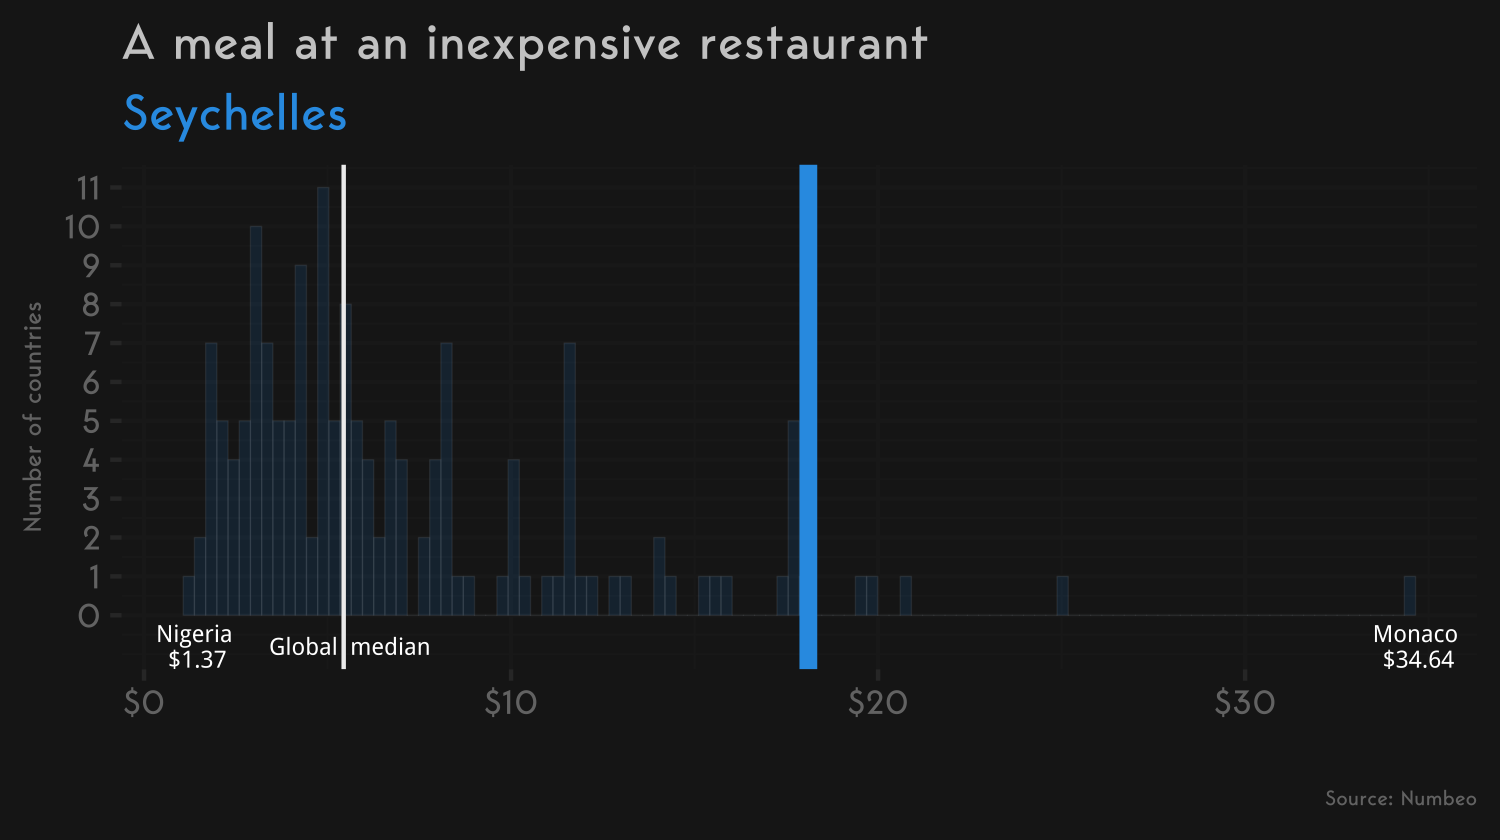 A meal at an inexpensive restaurant
Seychelles
Number of countries
11
10
9
8
7
6
5
4
3
2
1
0
Nigeria
$1.37
Global median
Monaco
$34.64
$0
$10
$20
$30
Source: Numbeo